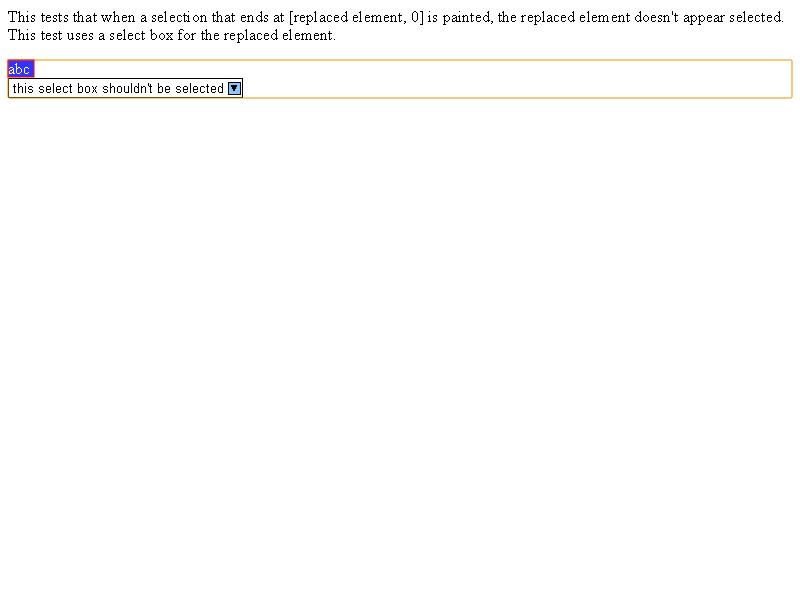 This tests that when a selection that ends at [replaced element, 0] is painted, the replaced element doesn't appear selected.
This test uses a select box for the replaced element.
abc
this select box shouldn't be selected